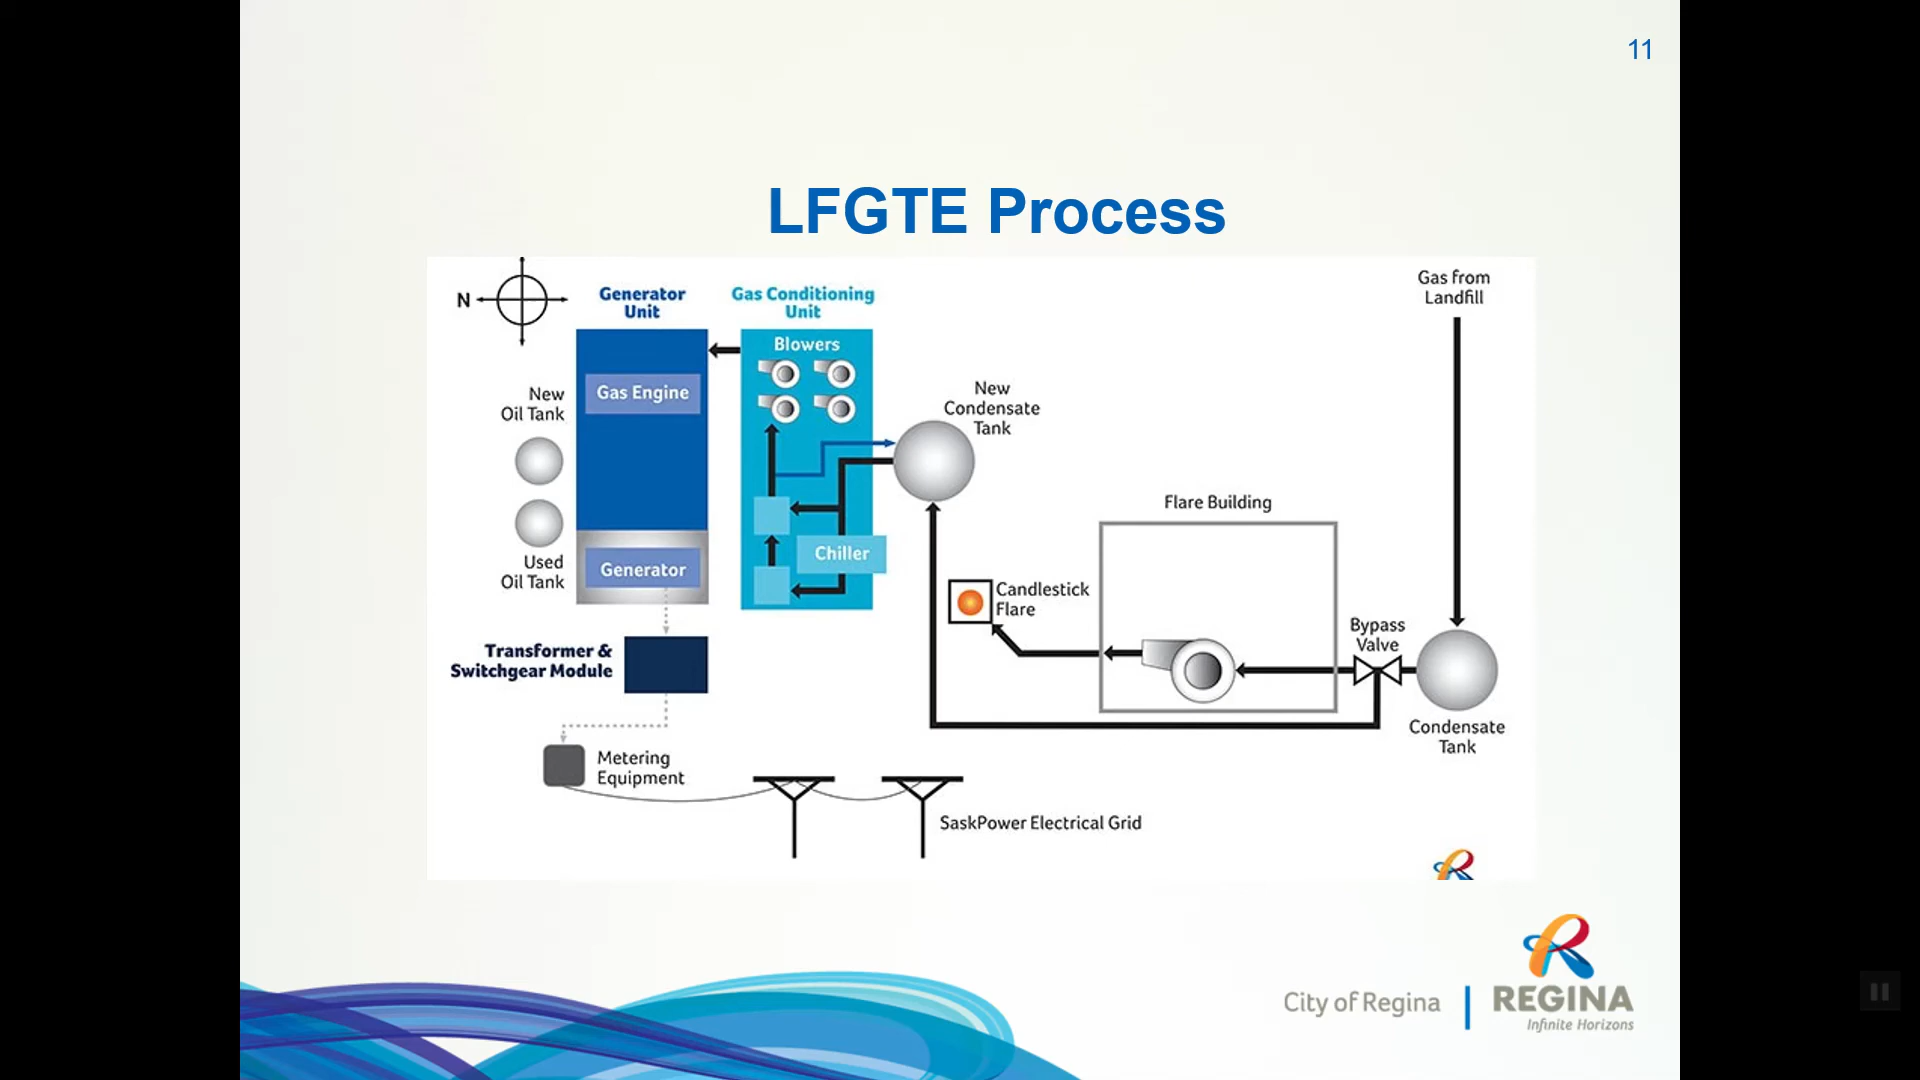 11
LFGTE Process
N
Generator
Unit
Gas Conditioning
Unit
Gas from
Landfill
Blowers
Gas Engine
New
Oil Tank
New
Condensate
Tank
Flare Building
Chiller
Used
Oil Tank
Generator
Candlestick
Flare
Bypass
Valve
Transformer &
Switchgear Module
Condensate
Tank
Metering
Equipment
SaskPower Electrical Grid
City of Regina
REGINA
Infinite Horizons